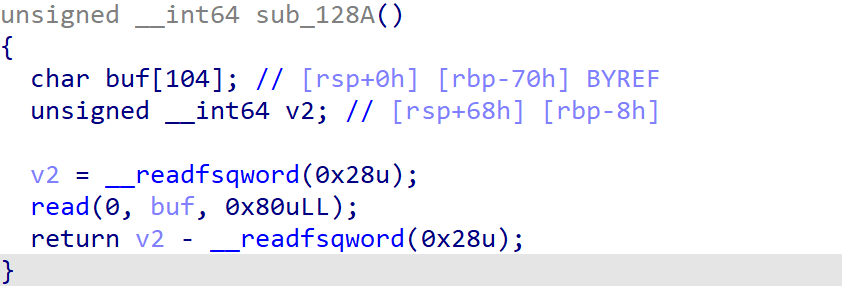 unsigned __int64 sub_128A()
{
  char buf[104]; // [rsp+0h] [rbp-70h] BYREF
  unsigned __int64 v2; // [rsp+68h] [rbp-8h]

  v2 = __readfsqword(0x28u);
  read(0, buf, 0x80uLL);
  return v2 - __readfsqword(0x28u);
}